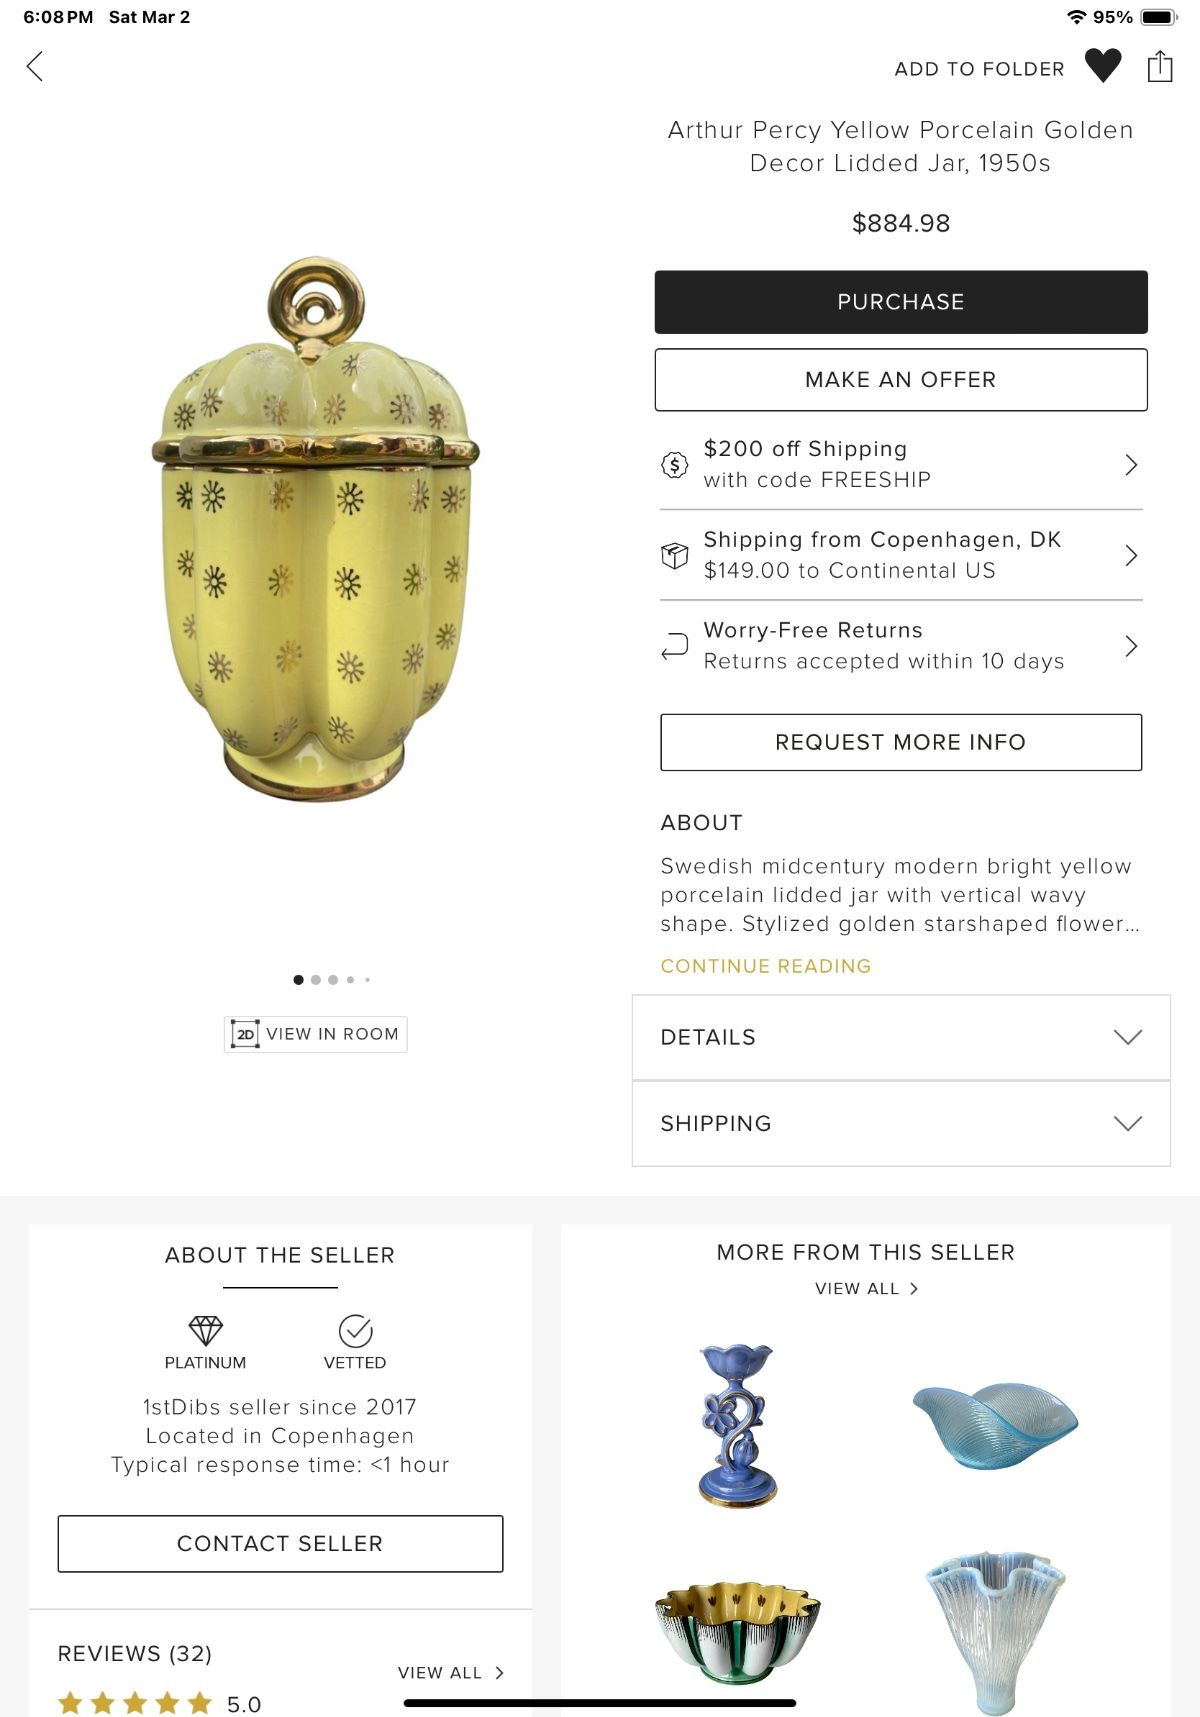 6:08 PM Sat Mar 2
95%
ADD TO FOLDER
Arthur Percy Yellow Porcelain Golden
Decor Lidded Jar, 1950s
$884.98
PURCHASE
MAKE AN OFFER
$200 off Shipping
with code FREESHIP
Shipping from Copenhagen, DK
$149.00 to Continental US
Worry-Free Returns
Returns accepted within 10 days
REQUEST MORE INFO
ABOUT
Swedish midcentury modern bright yellow
porcelain lidded jar with vertical wavy
shape. Stylized golden starshaped flower...
CONTINUE READING
2D VIEW IN ROOM
DETAILS
SHIPPING
ABOUT THE SELLER
PLATINUM
VETTED
1stDibs seller since 2017
Located in Copenhagen
Typical response time: <1 hour
CONTACT SELLER
REVIEWS (32)
VIEW ALL
5.0
MORE FROM THIS SELLER
VIEW ALL